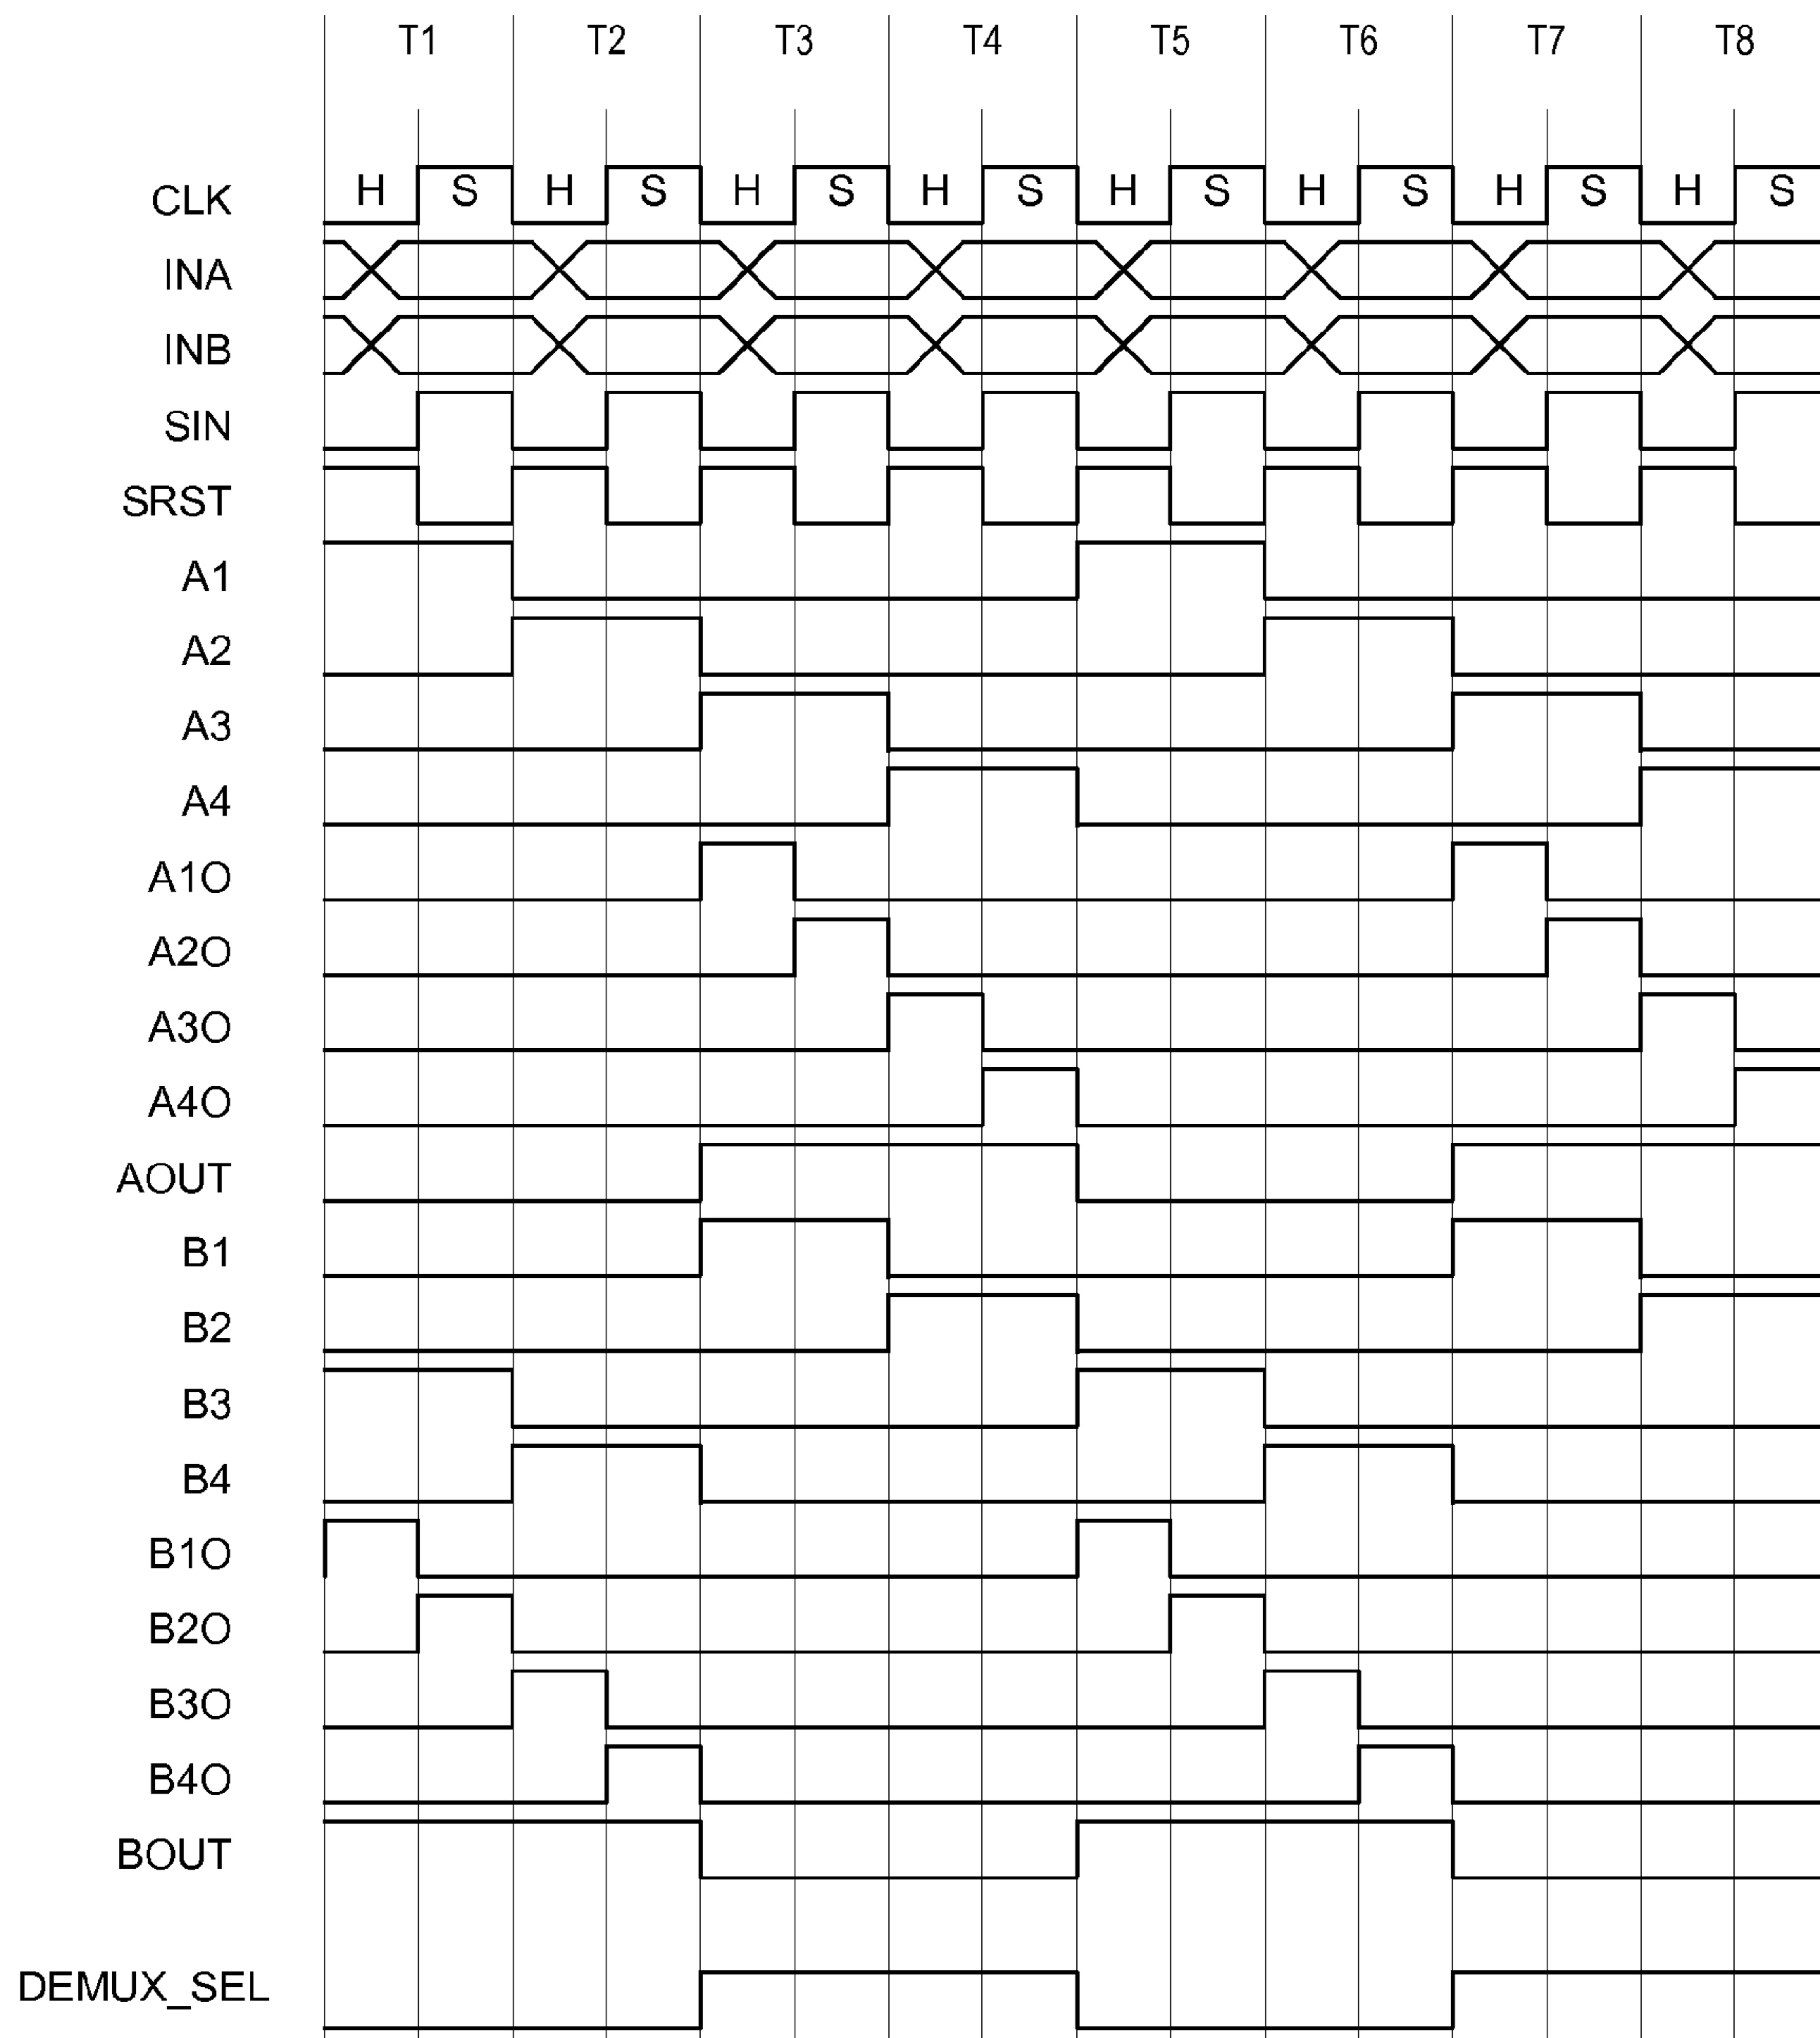 T1 T2 T3 T4 T5 T6 T7 T8
CLK H S H S H S H S H S H S H S H S
INA
INB
SIN
SRST
A1
A2
A3
A4
A1O
A2O
A3O
A4O
AOUT
B1
B2
B3
B4
B1O
B2O
B3O
B4O
BOUT
DEMUX_SEL